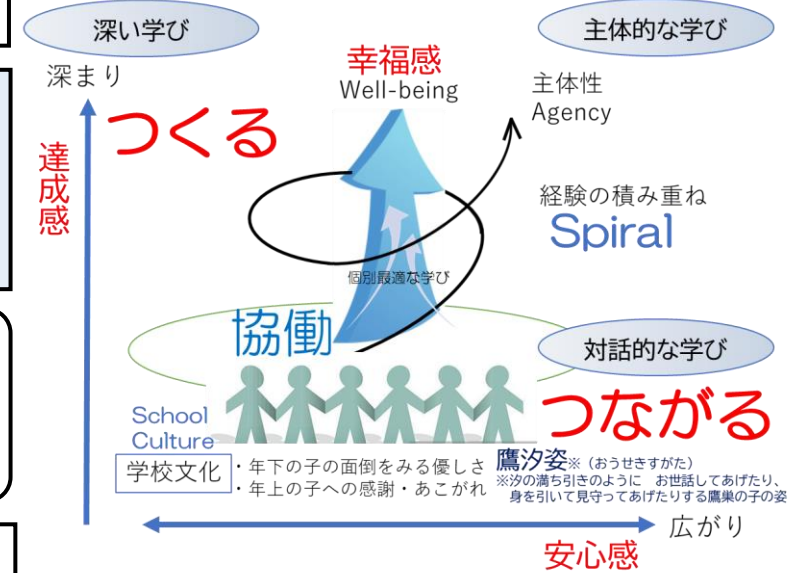 深い学び
主体的な学び
深まり
幸福感
Well-being
主体性
Agency
つくる
達成感
経験の積み重ね
Spiral
個別最適な学び
協働
対話的な学び
つながる
School
Culture
学校文化
・年下の子の面倒をみる優しさ
・年上の子への感謝・あこがれ
鷹汐姿※（おうせきすがた）
※汐の満ち引きのように　お世話してあげたり、
身を引いて見守ってあげたりする鷹巣の子の姿
広がり
安心感